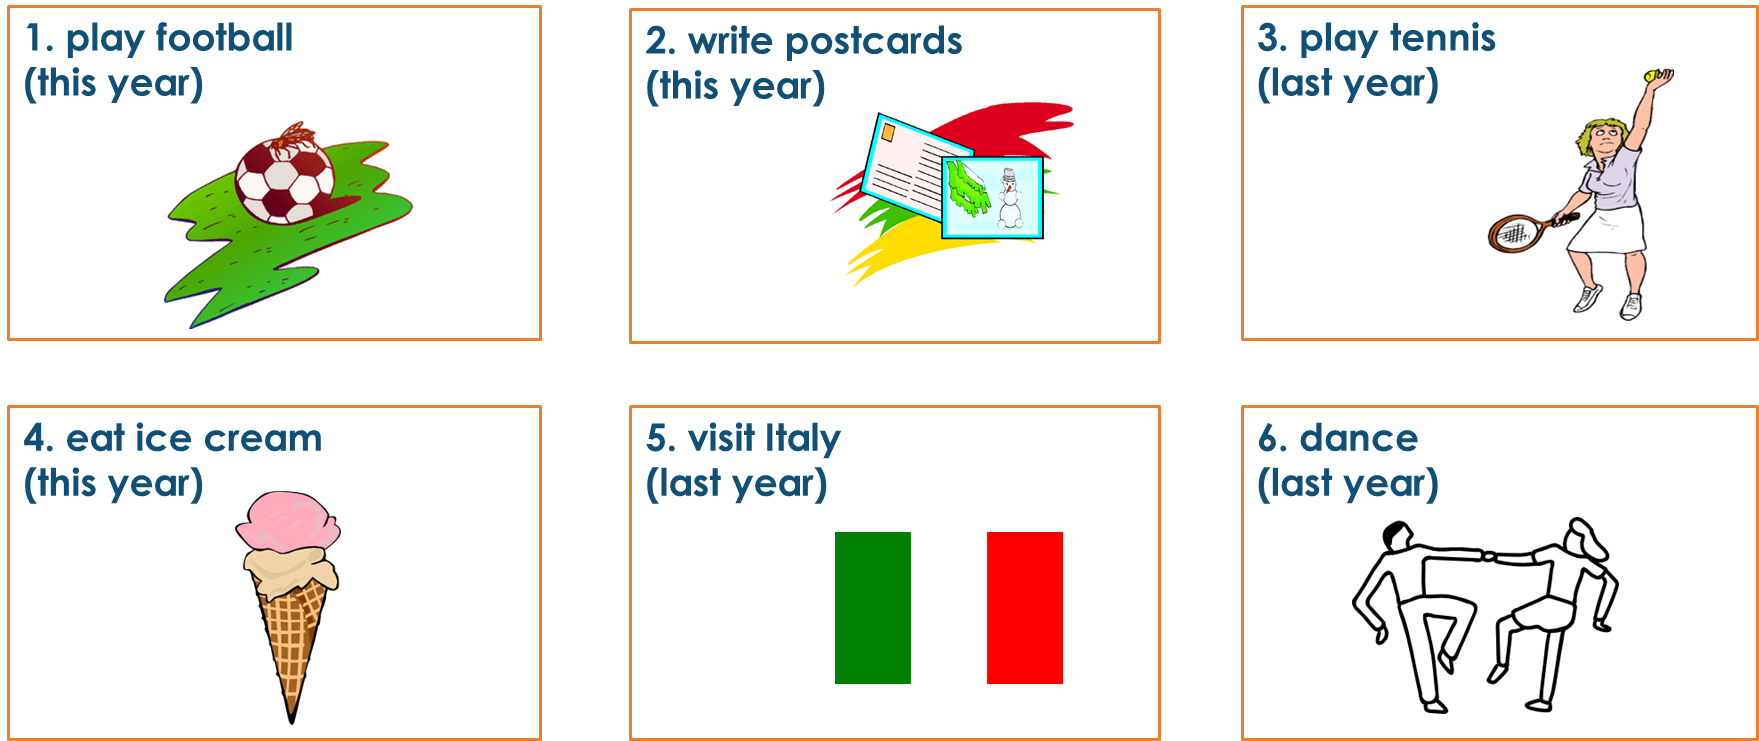 1. play football
(this year)
2. write postcards
(this year)
3. play tennis
(last year)
4. eat ice cream
(this year)
5. visit Italy
(last year)
6. dance
(last year)